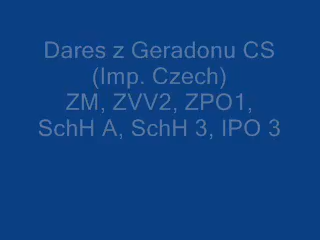 Dares z Geradonu CS
(Imp. Czech)
ZM, ZVV2, ZPO1,
SchH A, SchH 3, IPO 3